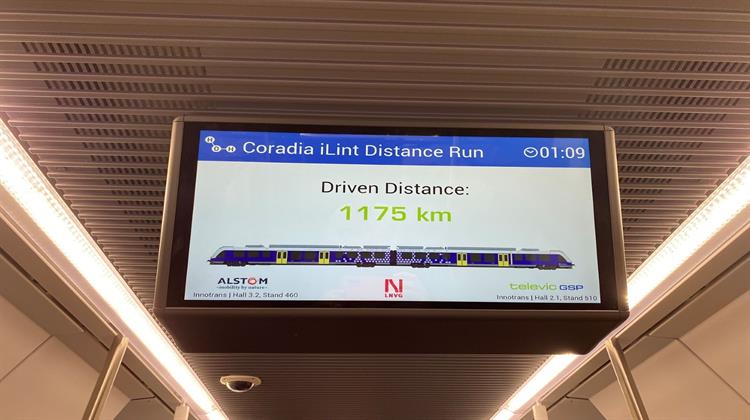 H
O H
Coradia iLint Distance Run
01:09
Driven Distance:
1175 km
ALSTOM
•mobility by nature•
Innotrans | Hall 3.2, Stand 460
LNVG
televic GSP
Innotrans | Hall 2.1, Stand 510